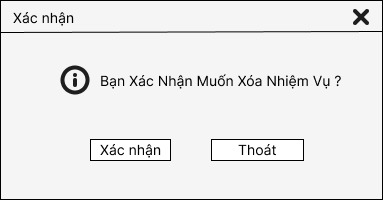 Xác nhận
Bạn Xác Nhận Muốn Xóa Nhiệm Vụ ?
Xác nhận
Thoát